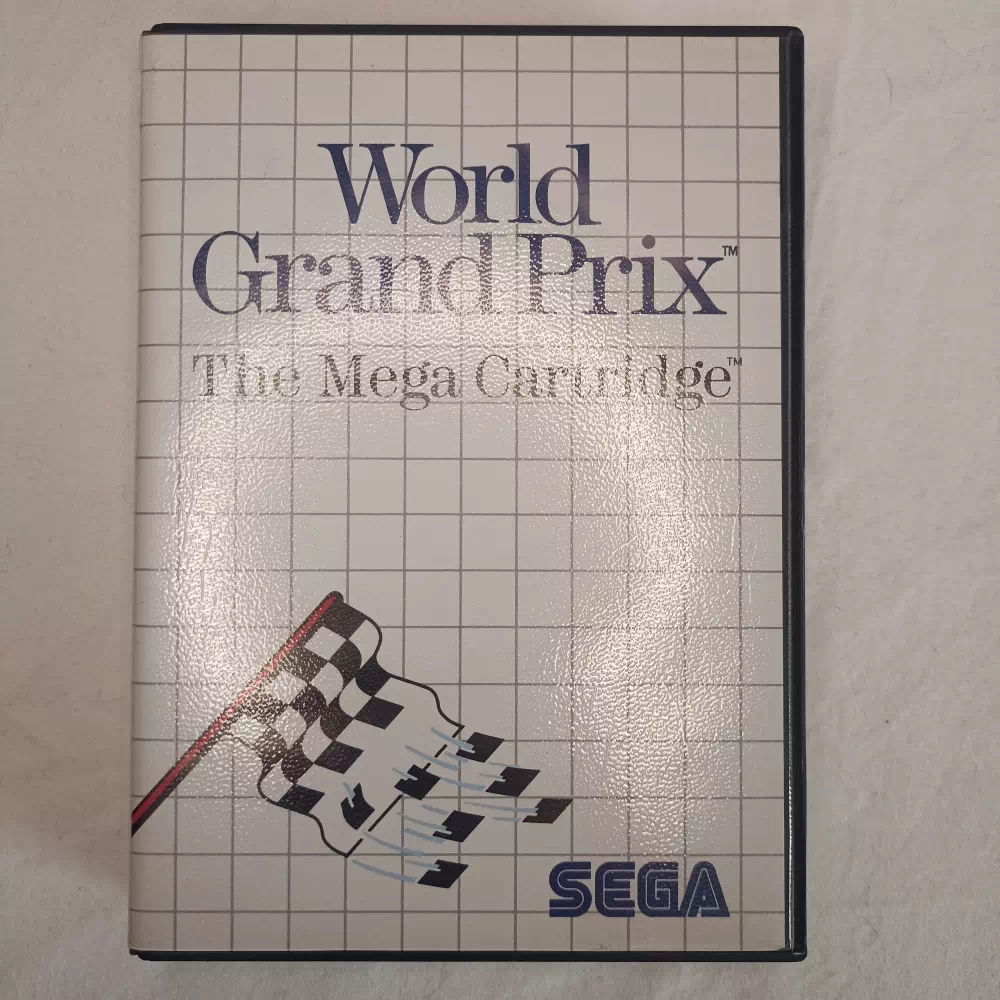 World
Grand Prix™
The Mega Cartridge™
SEGA